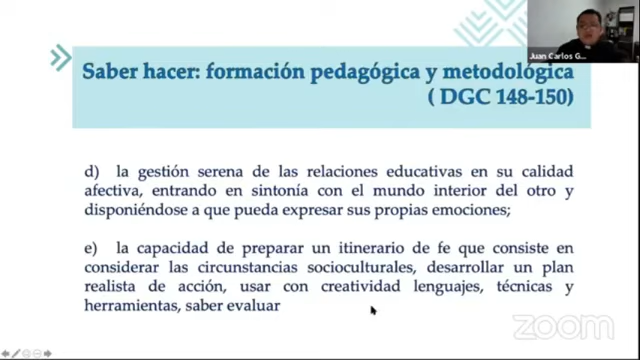 Juan Carlos G...
Saber hacer: formación pedagógica y metodológica
( DGC 148-150)
d) la gestión serena de las relaciones educativas en su calidad
afectiva, entrando en sintonía con el mundo interior del otro y
disponiéndose a que pueda expresar sus propias emociones;
e) la capacidad de preparar un itinerario de fe que consiste en
considerar las circunstancias socioculturales, desarrollar un plan
realista de acción, usar con creatividad lenguajes, técnicas y
herramientas, saber evaluar
zoom